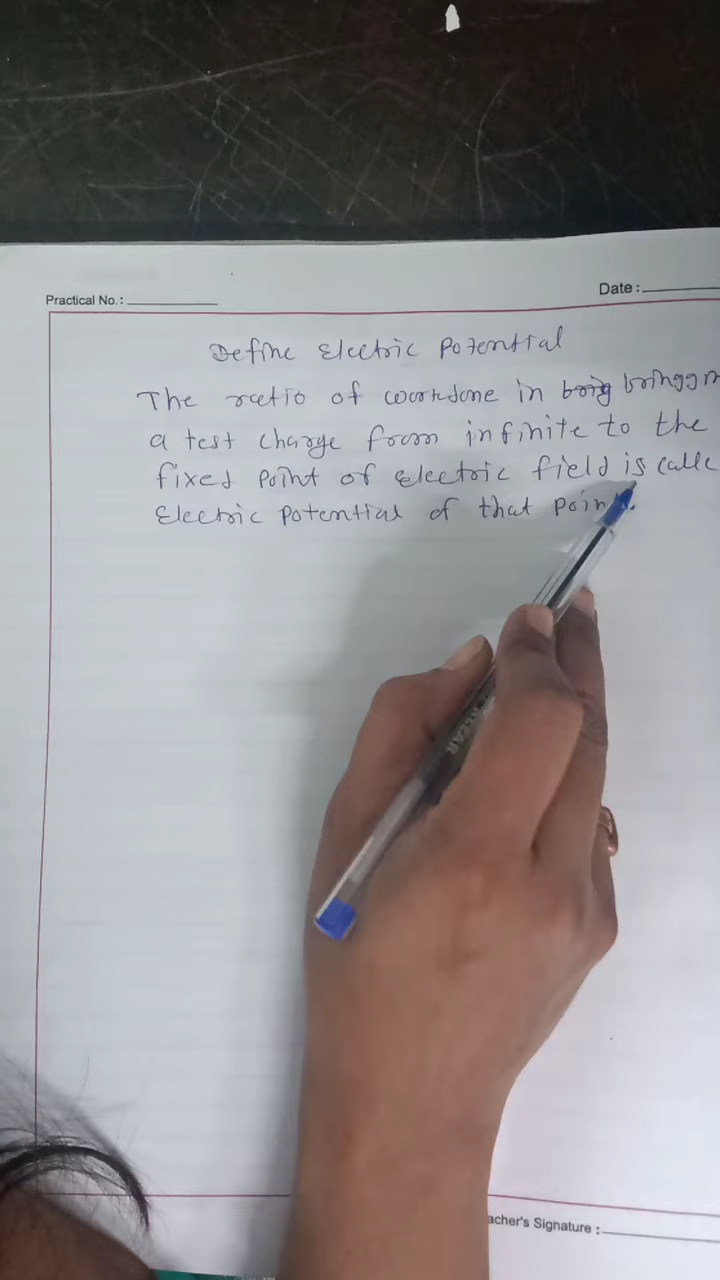 Practical No. :
Date :
Define Electric Potential
The ratio of workdone in
a test charge from infinite to the
fixed point of electric field is
Electric Potential of that
acher's Signature :